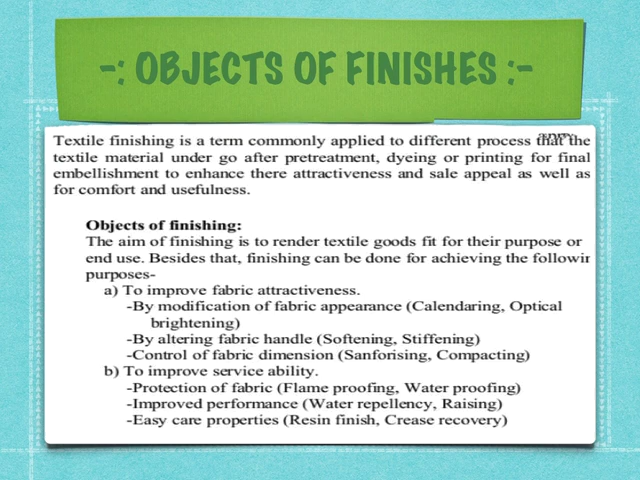 -: OBJECTS OF FINISHES :-
Textile finishing is a term commonly applied to different process that the
textile material under go after pretreatment, dyeing or printing for final
embellishment to enhance there attractiveness and sale appeal as well as
for comfort and usefulness.
Objects of finishing:
The aim of finishing is to render textile goods fit for their purpose or
end use. Besides that, finishing can be done for achieving the followin
purposes-
a) To improve fabric attractiveness.
-By modification of fabric appearance (Calendaring, Optical
brightening)
-By altering fabric handle (Softening, Stiffening)
-Control of fabric dimension (Sanforising, Compacting)
b) To improve service ability.
-Protection of fabric (Flame proofing, Water proofing)
-Improved performance (Water repellency, Raising)
-Easy care properties (Resin finish, Crease recovery)